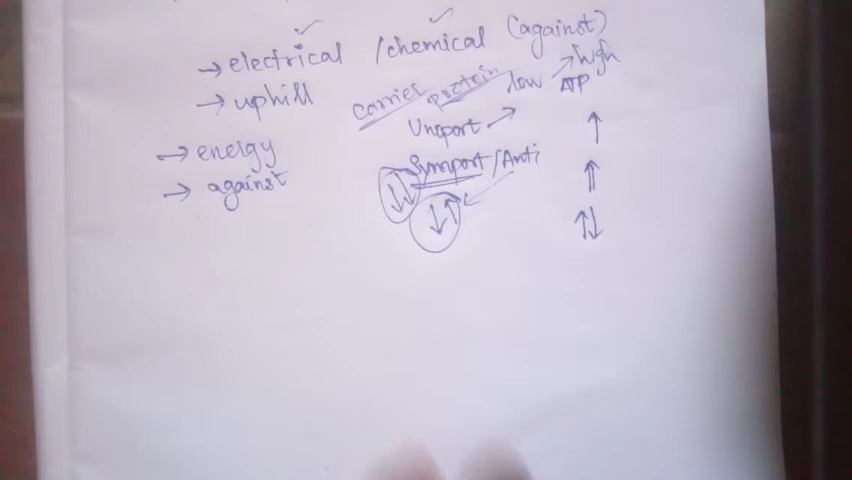 → electrical / chemical (against)
→ uphill carrier protein low → high
ATP
Uniport → ↑
→ energy
Symport / Anti ⇈
→ against
↓↓
↓↑ ↑↓